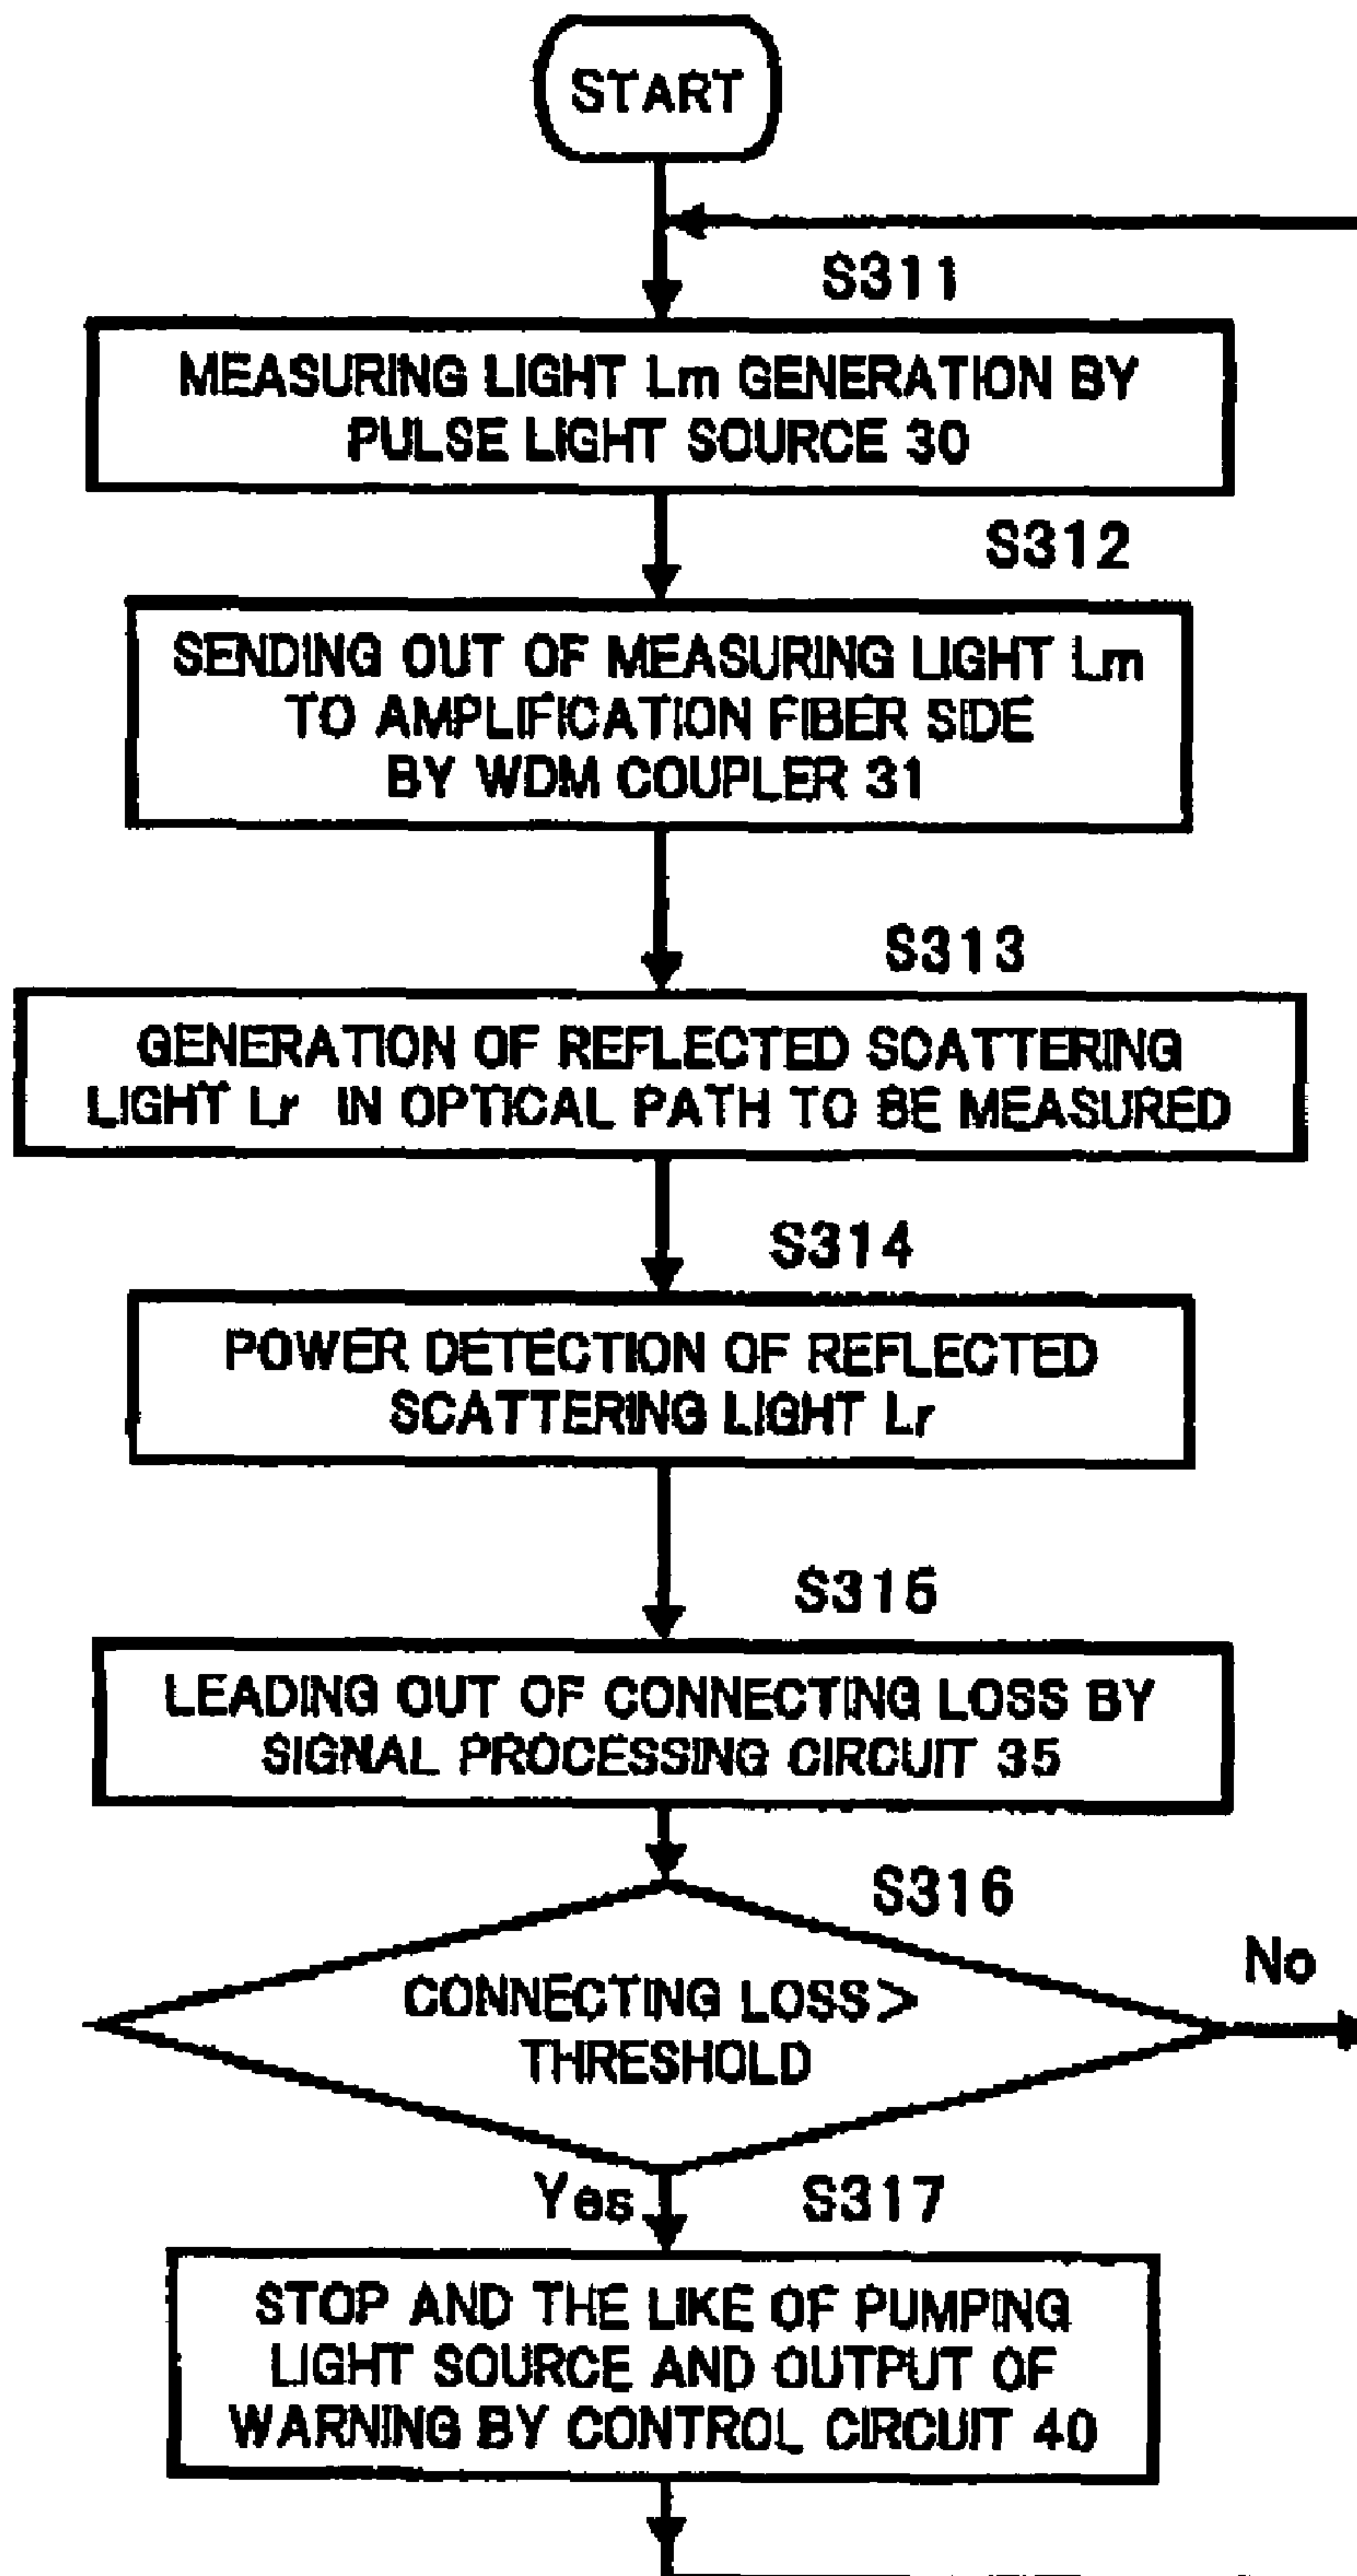 START
S311
MEASURING LIGHT Lm GENERATION BY
PULSE LIGHT SOURCE 30
S312
SENDING OUT OF MEASURING LIGHT Lm
TO AMPLIFICATION FIBER SIDE
BY WDM COUPLER 31
S313
GENERATION OF REFLECTED SCATTERING
LIGHT Lr IN OPTICAL PATH TO BE MEASURED
S314
POWER DETECTION OF REFLECTED
SCATTERING LIGHT Lr
S315
LEADING OUT OF CONNECTING LOSS BY
SIGNAL PROCESSING CIRCUIT 35
S316
No
CONNECTING LOSS>
THRESHOLD
Yes
S317
STOP AND THE LIKE OF PUMPING
LIGHT SOURCE AND OUTPUT OF
WARNING BY CONTROL CIRCUIT 40